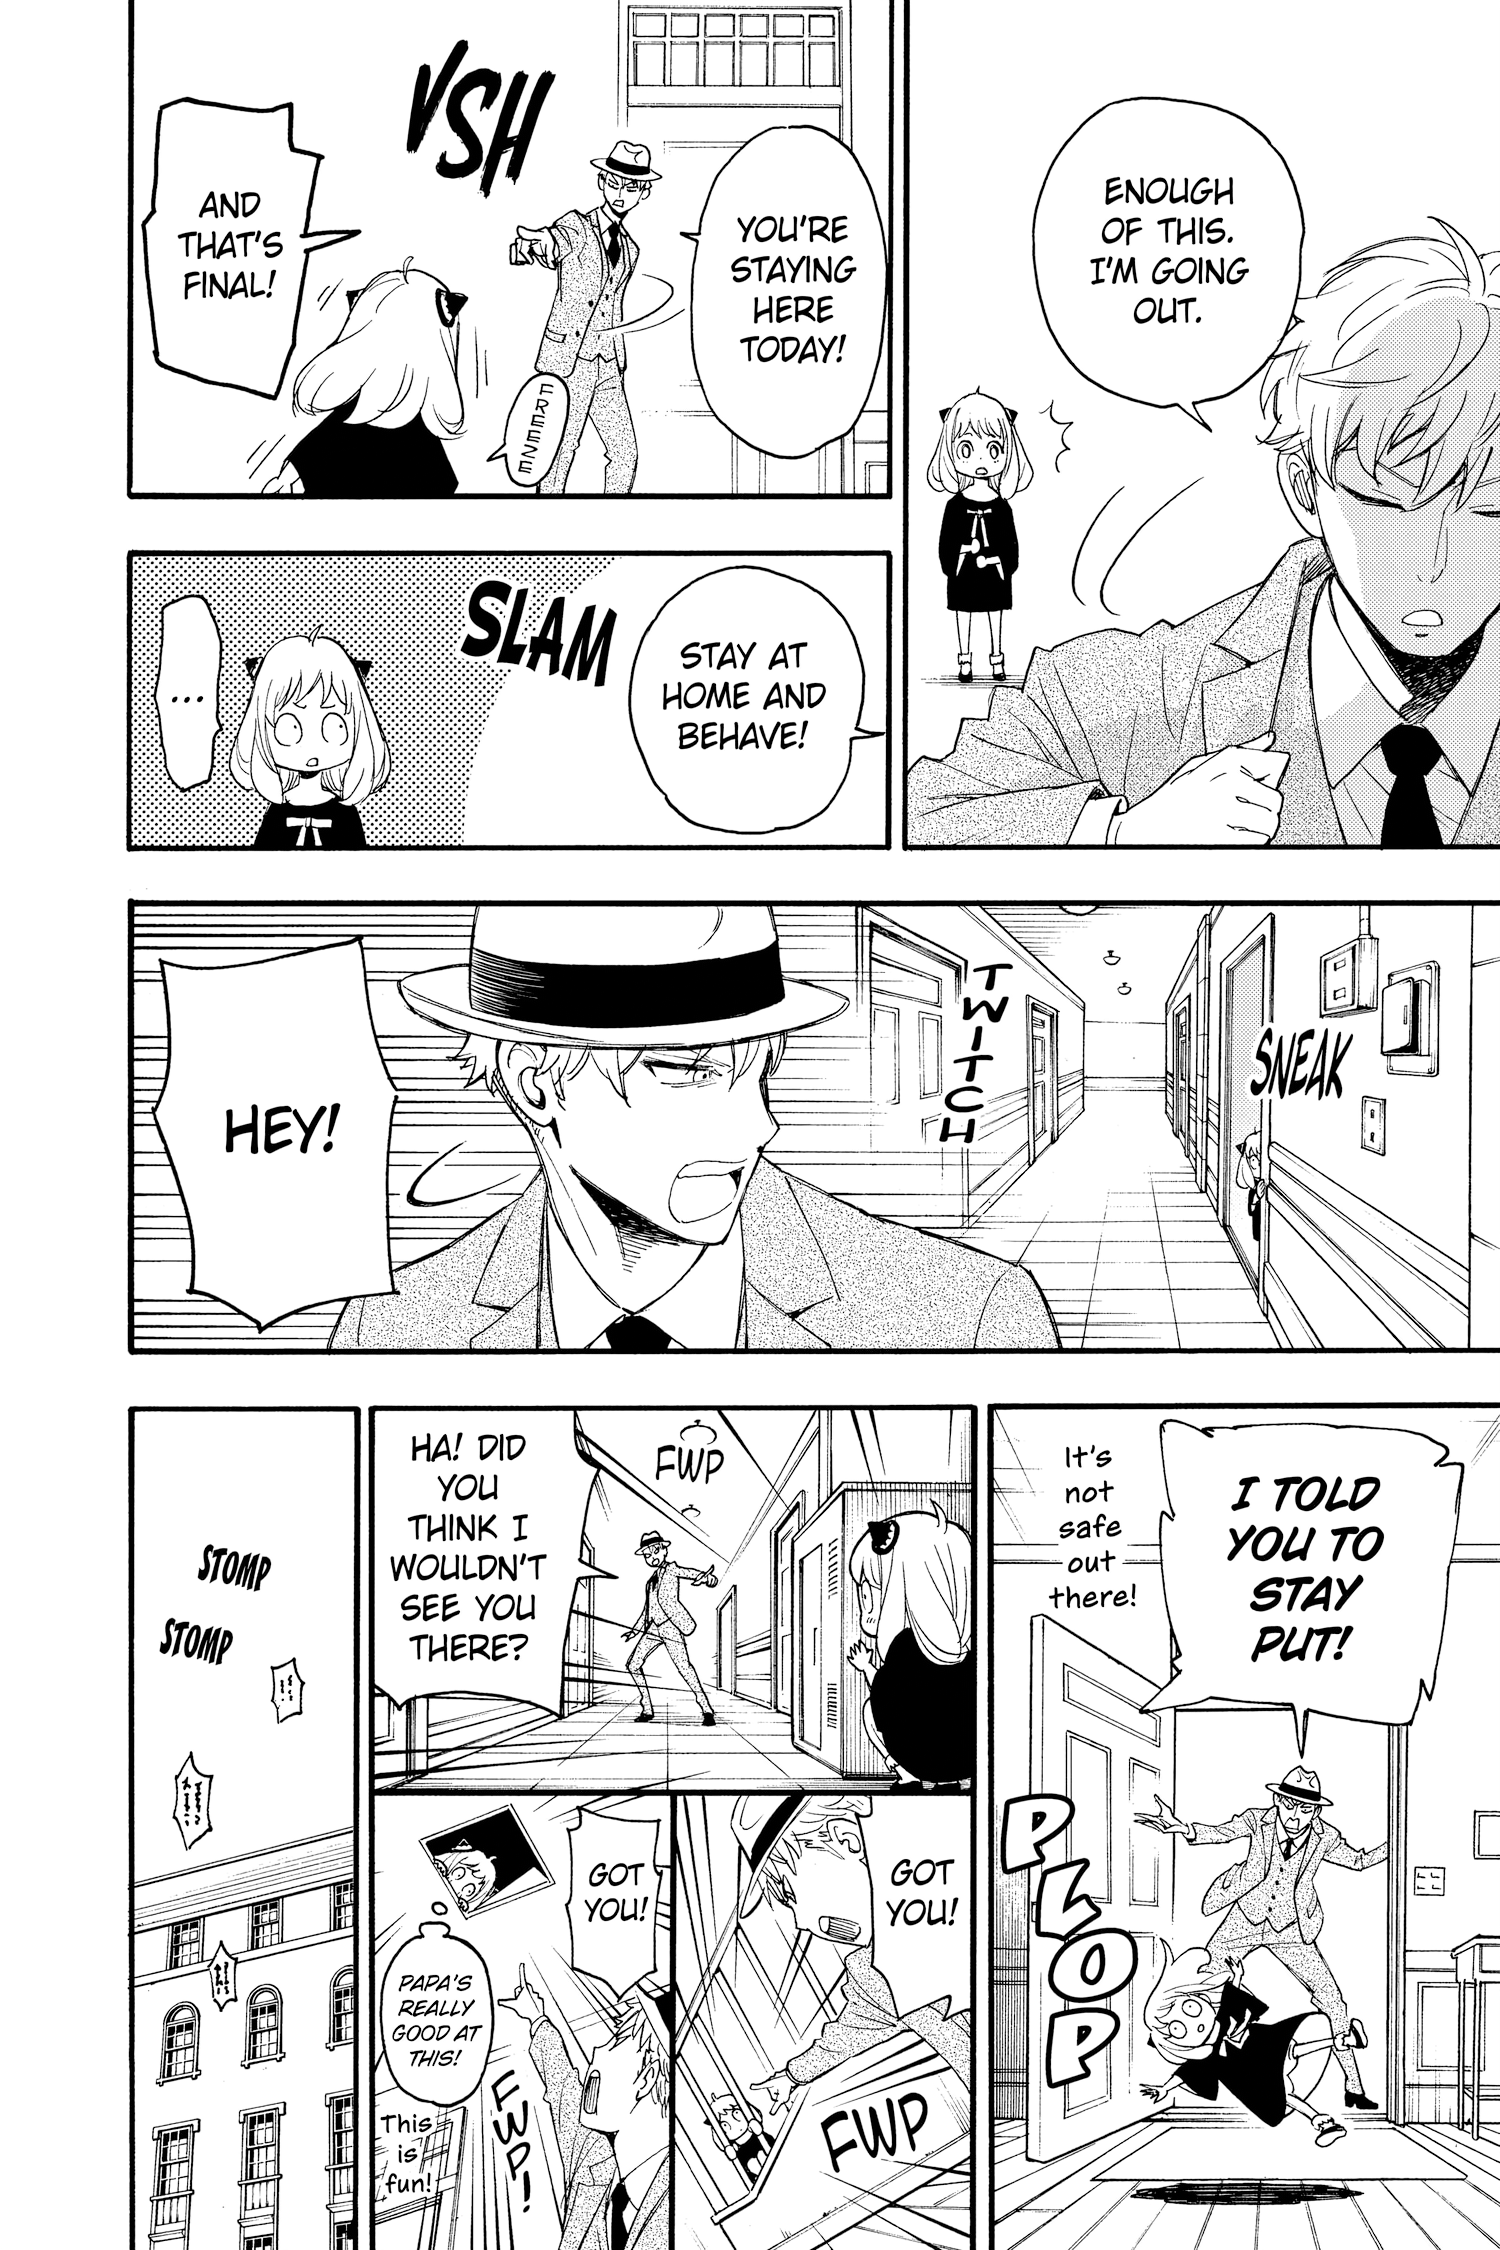 ENOUGH
OF THIS.
I'M GOING
OUT.
YOU'RE
STAYING
HERE
TODAY!
VSH
FREEZE
AND
THAT'S
FINAL!
STAY AT
HOME AND
BEHAVE!
SLAM
...
SNEAK
TWITCH
HEY!
I TOLD
YOU TO
STAY
PUT!
It's
not
safe
out
there!
PLOP
FWP
HA! DID
YOU
THINK I
WOULDN'T
SEE YOU
THERE?
GOT
YOU!
FWP
GOT
YOU!
FWP!
PAPA'S
REALLY
GOOD AT
THIS!
This
is
fun!
STOMP
STOMP